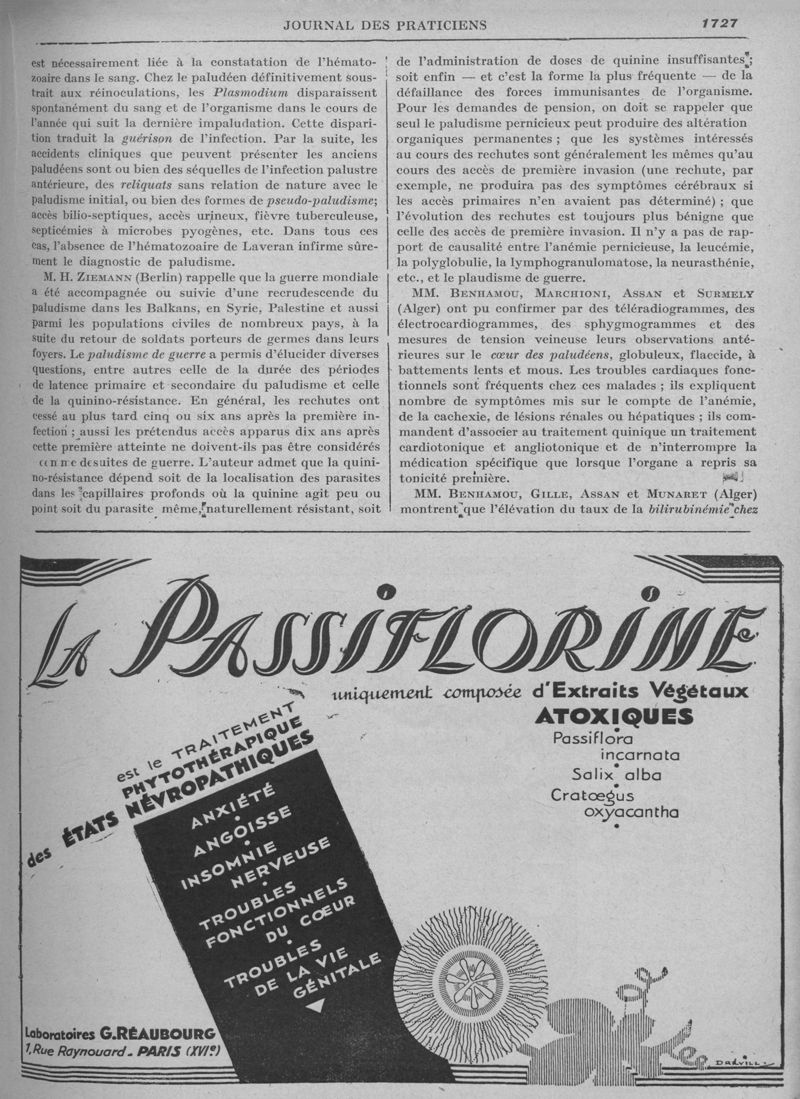 JOURNAL DES PRATICIENS
1727
est nécessairement liée à la constatation de l'hémato-
zoaire dans le sang. Chez le paludéen définitivement sous-
trait aux réinoculations, les Plasmodium disparaissent
spontanément du sang et de l'organisme dans le cours de
l'année qui suit la dernière impaludation. Cette dispari-
tion traduit la guérison de l'infection. Par la suite, les
accidents cliniques que peuvent présenter les anciens
paludéens sont ou bien des séquelles de l'infection palustre
antérieure, des reliquats sans relation de nature avec le
paludisme initial, ou bien des formes de pseudo-paludisme;
accès bilio-septiques, accès urineux, fièvre tuberculeuse,
septicémies à microbes pyogènes, etc. Dans tous ces
cas, l'absence de l'hématozoaire de Laveran infirme sûre-
ment le diagnostic de paludisme.
M. H. ZIEMANN (Berlin) rappelle que la guerre mondiale
a été accompagnée ou suivie d'une recrudescende du
paludisme dans les Balkans, en Syrie, Palestine et aussi
parmi les populations civiles de nombreux pays, à la
suite du retour de soldats porteurs de germes dans leurs
foyers. Le paludisme de guerre a permis d'élucider diverses
questions, entre autres celle de la durée des périodes
de latence primaire et secondaire du paludisme et celle
de la quinino-résistance. En général, les rechutes ont
cessé au plus tard cinq ou six ans après la première in-
fection ; aussi les prétendus accès apparus dix ans après
cette première atteinte ne doivent-ils pas être considérés
desuites de guerre. L'auteur admet que la quini-
no-résistance dépend soit de la localisation des parasites
dans les capillaires profonds où la quinine agit peu ou
point soit du parasite même, naturellement résistant, soit
de l'administration de doses de quinine insuffisantes ;
soit enfin — et c'est la forme la plus fréquente — de la
défaillance des forces immunisantes de l'organisme.
Pour les demandes de pension, on doit se rappeler que
seul le paludisme pernicieux peut produire des altération
organiques permanentes ; que les systèmes intéressés
au cours des rechutes sont généralement les mêmes qu'au
cours des accès de première invasion (une rechute, par
exemple, ne produira pas des symptômes cérébraux si
les accès primaires n'en avaient pas déterminé) ; que
l'évolution des rechutes est toujours plus bénigne que
celle des accès de première invasion. Il n'y a pas de rap-
port de causalité entre l'anémie pernicieuse, la leucémie,
la polyglobulie, la lymphogranulomatose, la neurasthénie,
etc., et le plaudisme de guerre.
MM. BENHAMOU, MARCHIONI, ASSAN et SURMELY
(Alger) ont pu confirmer par des téléradiogrammes, des
électrocardiogrammes, des sphygmogrammes et des
mesures de tension veineuse leurs observations anté-
rieures sur le cœur des paludéens, globuleux, flaccide, à
battements lents et mous. Les troubles cardiaques fonc-
tionnels sont fréquents chez ces malades ; ils expliquent
nombre de symptômes mis sur le compte de l'anémie,
de la cachexie, de lésions rénales ou hépatiques ; ils com-
mandent d'associer au traitement quinique un traitement
cardiotonique et angliotonique et de n'interrompre la
médication spécifique que lorsque l'organe a repris sa
tonicité première.
MM. BENHAMOU, GILLE, ASSAN et MUNARET (Alger)
montrent que l'élévation du taux de la bilirubinémie chez
LA PASSIFLORINE
uniquement composée d'Extraits Végétaux
ATOXIQUES
Passiflora
incarnata
Salix alba
Cratœgus
oxyacantha
est le TRAITEMENT
PHYTOTHÉRAPIQUE
des ÉTATS NÉVROPATHIQUES
ANXIÉTÉ
ANGOISSE
INSOMNIE
NERVEUSE
TROUBLES
FONCTIONNELS
DU CŒUR
TROUBLES
DE LA VIE
GÉNITALE
Laboratoires G.RÉAUBOURG
1, Rue Raynouard - PARIS (XVIe)